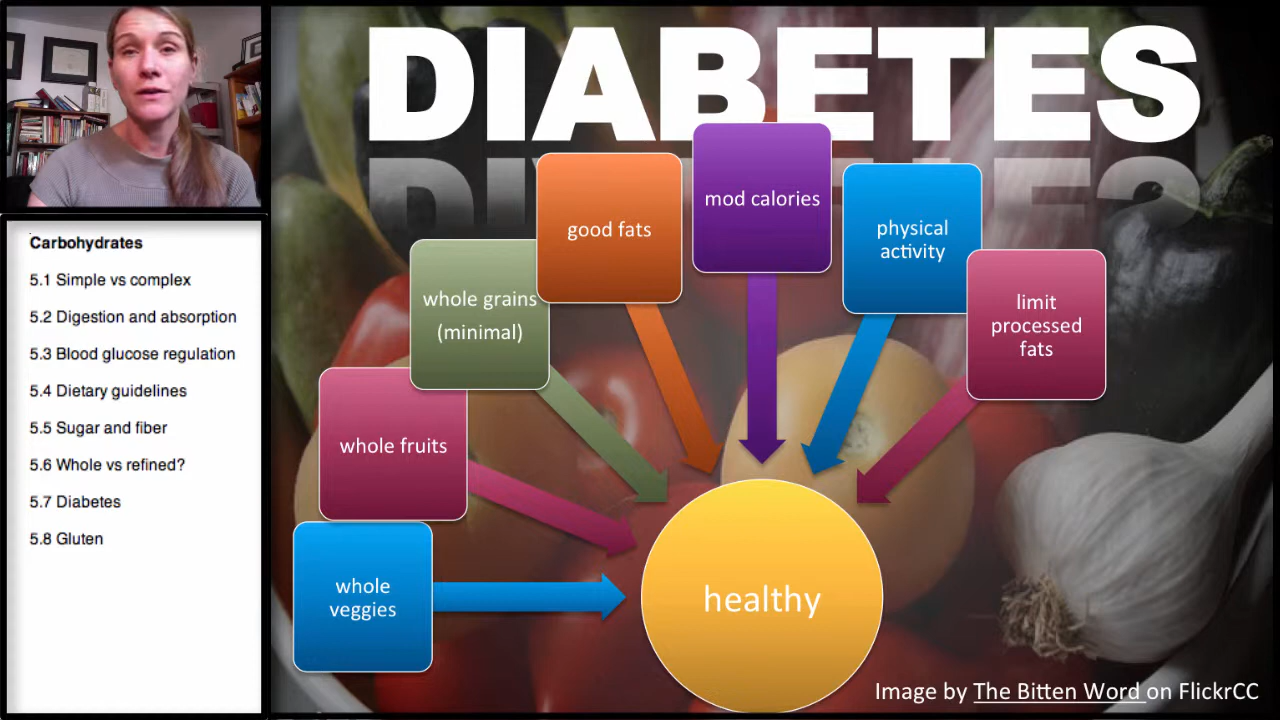 DIABETES
Carbohydrates
5.1 Simple vs complex
5.2 Digestion and absorption
5.3 Blood glucose regulation
5.4 Dietary guidelines
5.5 Sugar and fiber
5.6 Whole vs refined?
5.7 Diabetes
5.8 Gluten
whole
veggies
whole fruits
whole grains
(minimal)
good fats
mod calories
physical
activity
limit
processed
fats
healthy
Image by The Bitten Word on FlickrCC